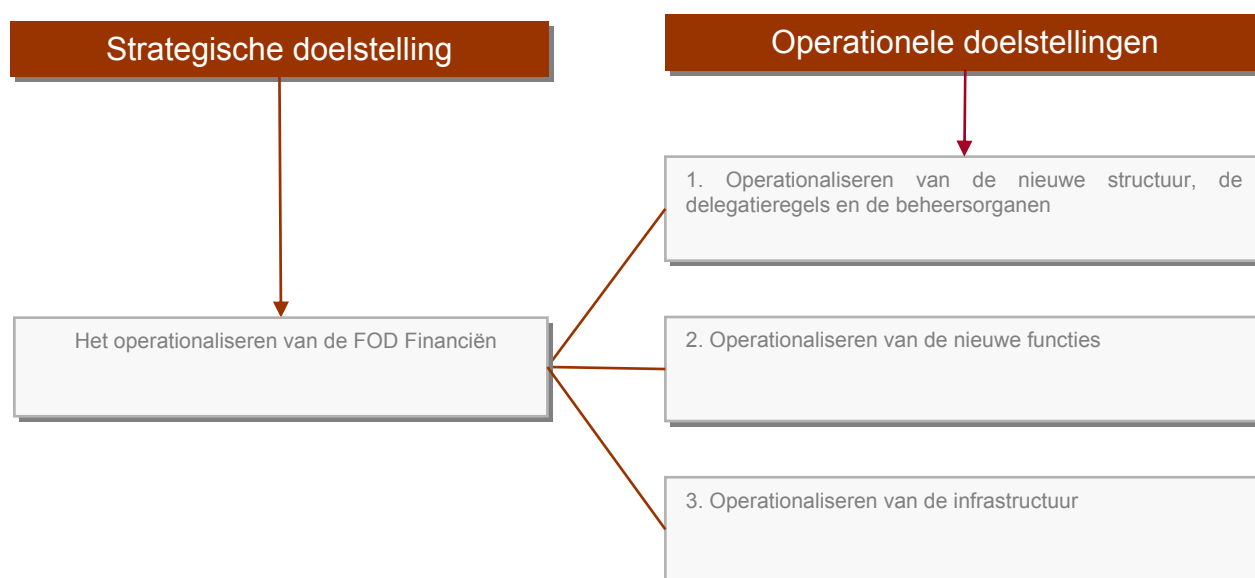 Strategische doelstelling
Operationele doelstellingen
1. Operationaliseren van de nieuwe structuur, de
delegatieregels en de beheersorganen
Het operationaliseren van de FOD Financiën
2. Operationaliseren van de nieuwe functies
3. Operationaliseren van de infrastructuur